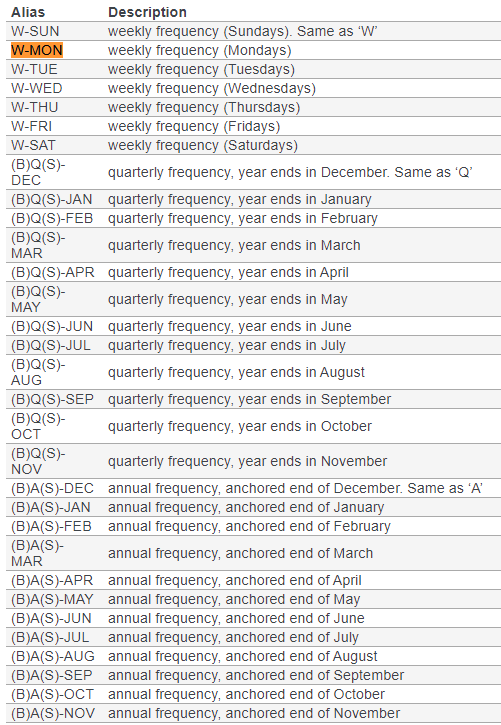 Alias Description
W-SUN weekly frequency (Sundays). Same as ‘W’
W-MON weekly frequency (Mondays)
W-TUE weekly frequency (Tuesdays)
W-WED weekly frequency (Wednesdays)
W-THU weekly frequency (Thursdays)
W-FRI weekly frequency (Fridays)
W-SAT weekly frequency (Saturdays)
(B)Q(S)-
DEC quarterly frequency, year ends in December. Same as ‘Q’
(B)Q(S)-JAN quarterly frequency, year ends in January
(B)Q(S)-FEB quarterly frequency, year ends in February
(B)Q(S)-
MAR quarterly frequency, year ends in March
(B)Q(S)-APR quarterly frequency, year ends in April
(B)Q(S)-
MAY quarterly frequency, year ends in May
(B)Q(S)-JUN quarterly frequency, year ends in June
(B)Q(S)-JUL quarterly frequency, year ends in July
(B)Q(S)-
AUG quarterly frequency, year ends in August
(B)Q(S)-SEP quarterly frequency, year ends in September
(B)Q(S)-
OCT quarterly frequency, year ends in October
(B)Q(S)-
NOV quarterly frequency, year ends in November
(B)A(S)-DEC annual frequency, anchored end of December. Same as ‘A’
(B)A(S)-JAN annual frequency, anchored end of January
(B)A(S)-FEB annual frequency, anchored end of February
(B)A(S)-
MAR annual frequency, anchored end of March
(B)A(S)-APR annual frequency, anchored end of April
(B)A(S)-MAY annual frequency, anchored end of May
(B)A(S)-JUN annual frequency, anchored end of June
(B)A(S)-JUL annual frequency, anchored end of July
(B)A(S)-AUG annual frequency, anchored end of August
(B)A(S)-SEP annual frequency, anchored end of September
(B)A(S)-OCT annual frequency, anchored end of October
(B)A(S)-NOV annual frequency, anchored end of November